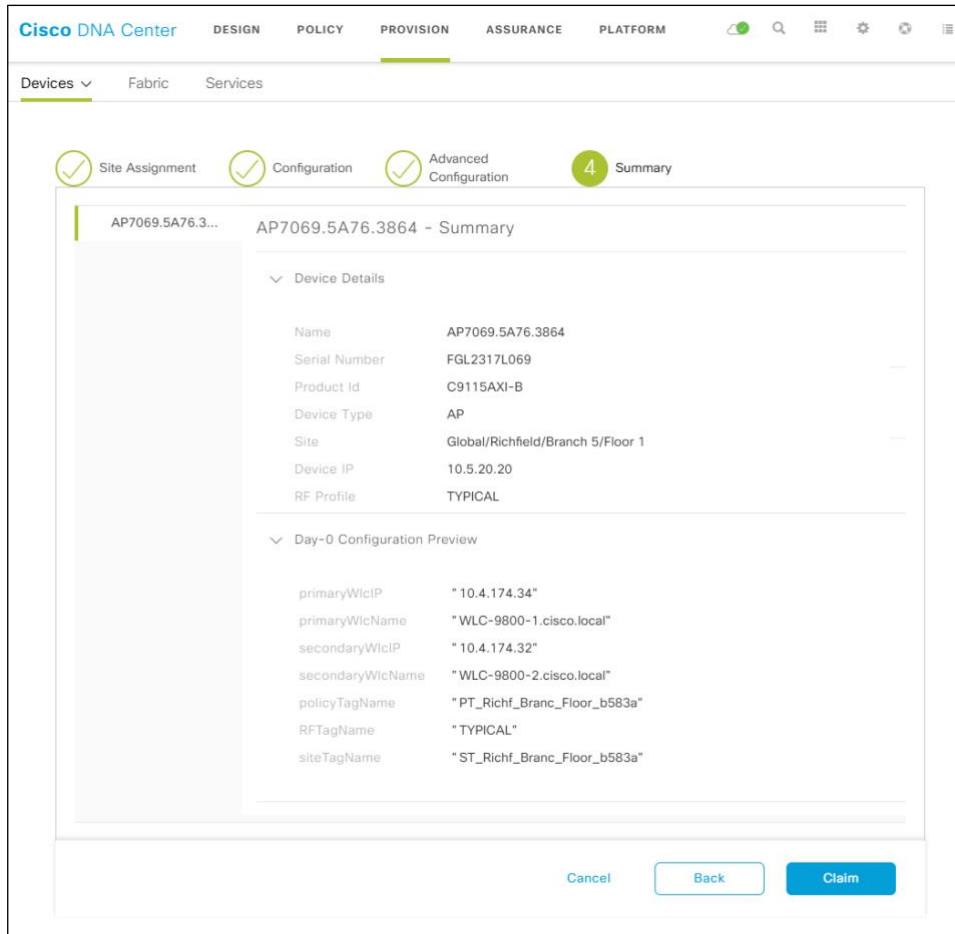 Cisco DNA Center DESIGN POLICY PROVISION ASSURANCE PLATFORM
Devices Fabric Services
Site Assignment Configuration Advanced Configuration 4 Summary
AP7069.5A76.3... AP7069.5A76.3864 - Summary
Device Details
Name AP7069.5A76.3864
Serial Number FGL2317L069
Product Id C9115AXI-B
Device Type AP
Site Global/Richfield/Branch 5/Floor 1
Device IP 10.5.20.20
RF Profile TYPICAL
Day-0 Configuration Preview
primaryWlcIP "10.4.174.34"
primaryWlcName "WLC-9800-1.cisco.local"
secondaryWlcIP "10.4.174.32"
secondaryWlcName "WLC-9800-2.cisco.local"
policyTagName "PT_Richf_Branc_Floor_b583a"
RFTagName "TYPICAL"
siteTagName "ST_Richf_Branc_Floor_b583a"
Cancel Back Claim